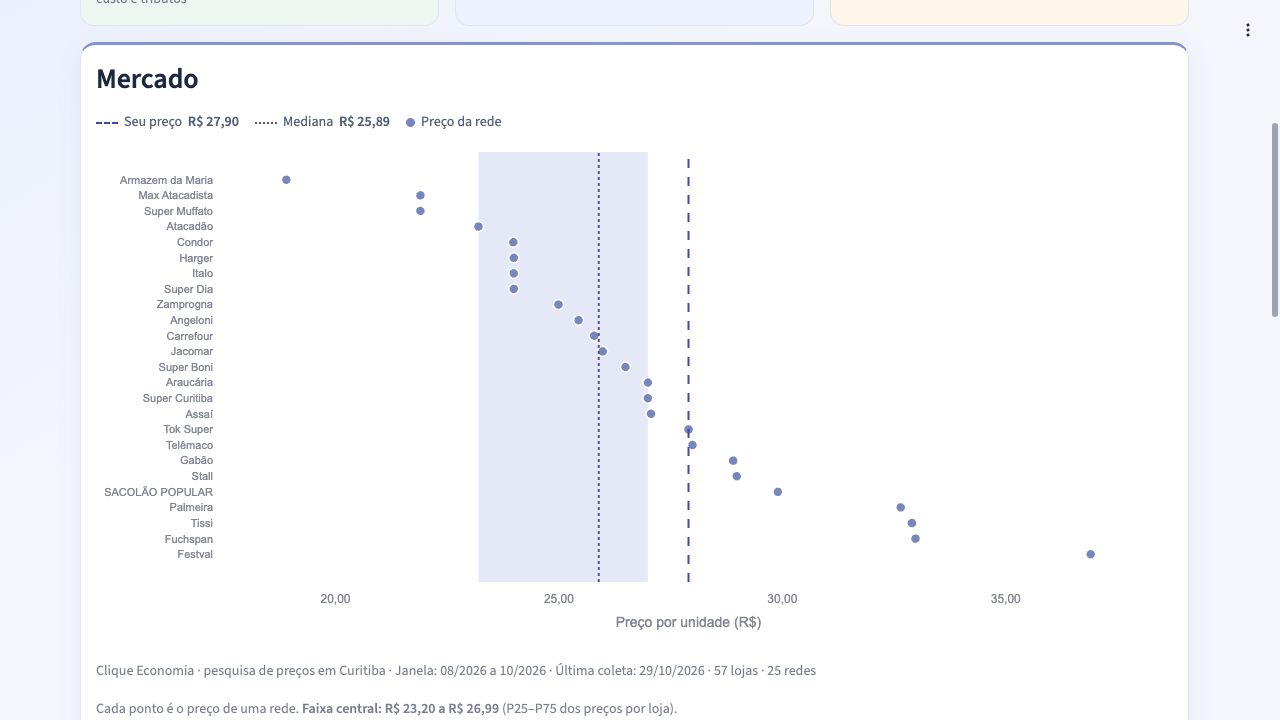 custo e tributos
Mercado
Seu preço R$ 27,90 Mediana R$ 25,89 Preço da rede
Armazem da Maria
Max Atacadista
Super Muffato
Atacadão
Condor
Harger
Italo
Super Dia
Zamprogna
Angeloni
Carrefour
Jacomar
Super Boni
Araucária
Super Curitiba
Assaí
Tok Super
Telêmaco
Gabão
Stall
SACOLÃO POPULAR
Palmeira
Tissi
Fuchspan
Festval
20,00 25,00 30,00 35,00
Preço por unidade (R$)
Clique Economia · pesquisa de preços em Curitiba · Janela: 08/2026 a 10/2026 · Última coleta: 29/10/2026 · 57 lojas · 25 redes
Cada ponto é o preço de uma rede. Faixa central: R$ 23,20 a R$ 26,99 (P25–P75 dos preços por loja).